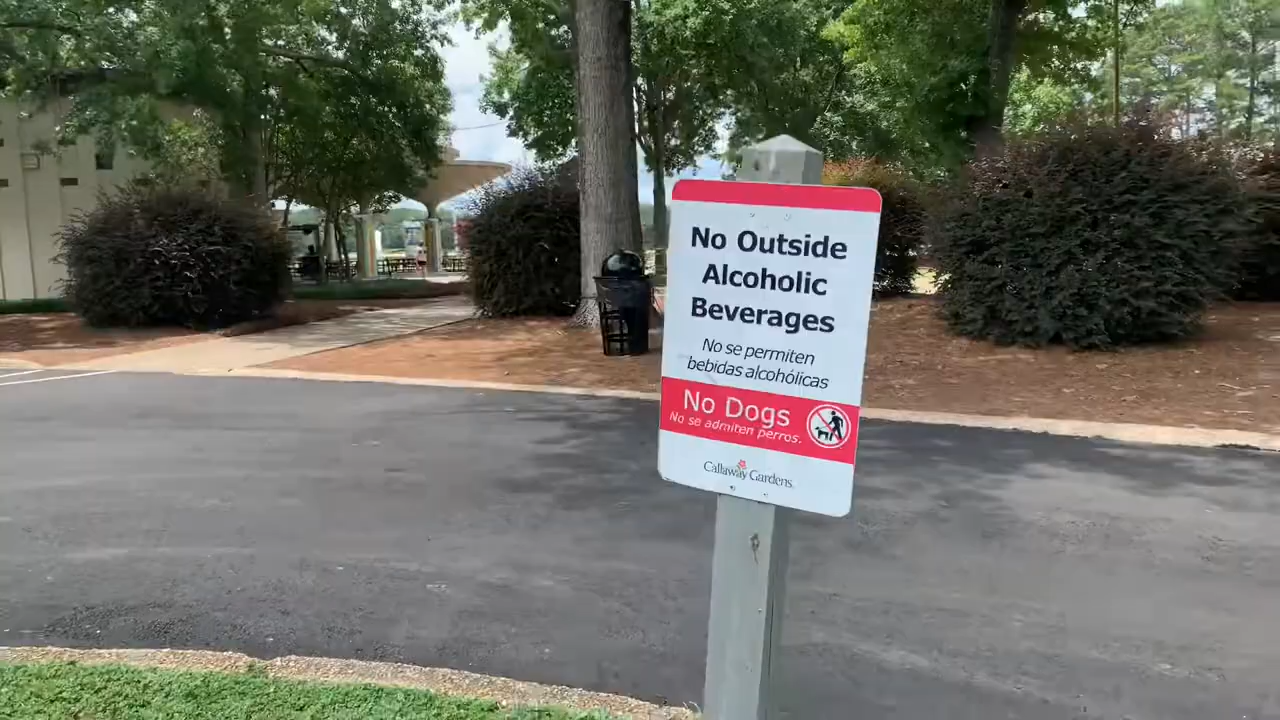 No Outside
Alcoholic
Beverages
No se permiten
bebidas alcohólicas
No Dogs
No se admiten perros.
Callaway Gardens